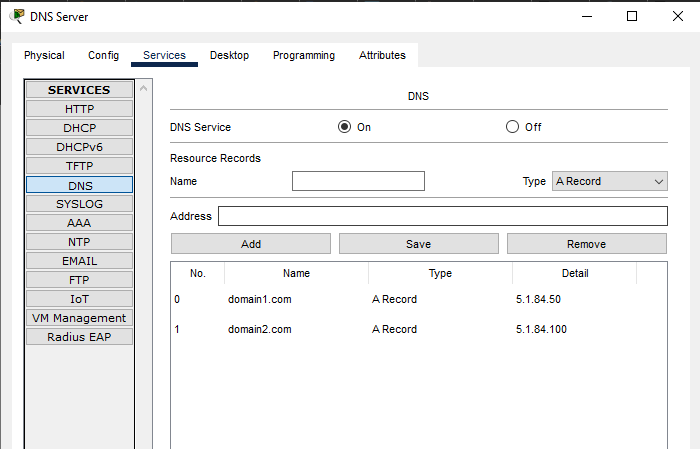 DNS Server
Physical Config Services Desktop Programming Attributes
SERVICES
HTTP
DHCP
DHCPv6
TFTP
DNS
SYSLOG
AAA
NTP
EMAIL
FTP
IoT
VM Management
Radius EAP
DNS
DNS Service On Off
Resource Records
Name Type A Record
Address
Add Save Remove
No. Name Type Detail
0 domain1.com A Record 5.1.84.50
1 domain2.com A Record 5.1.84.100